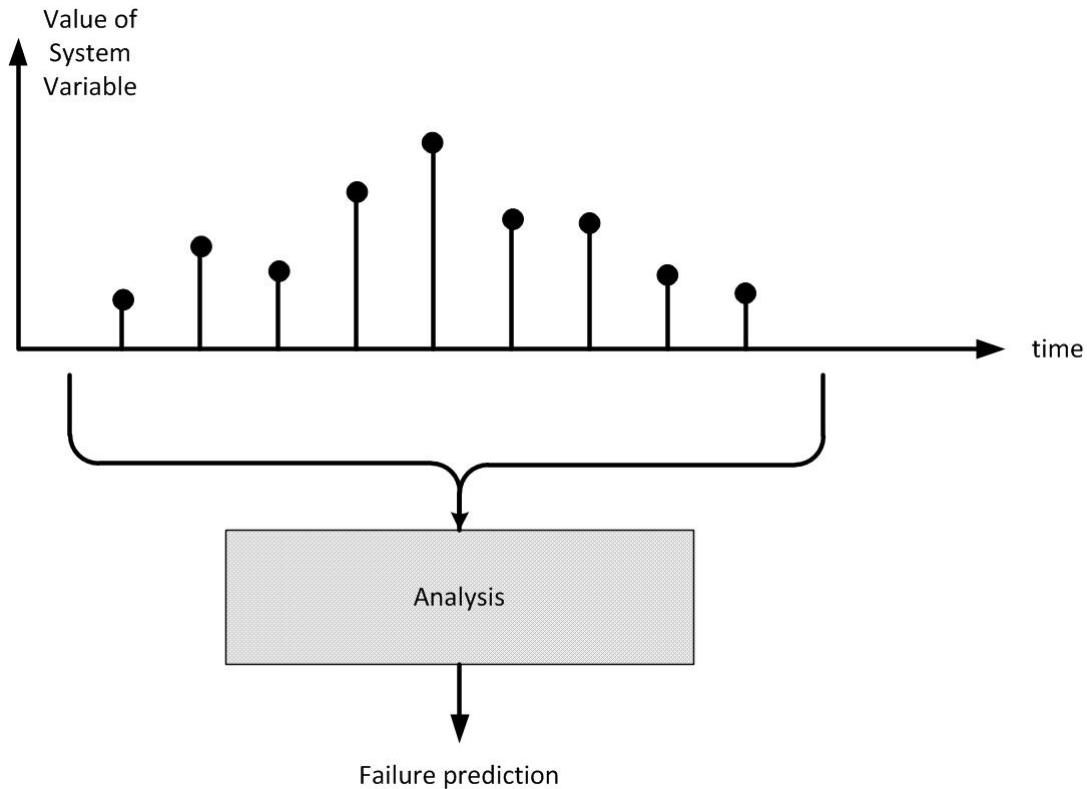 Value of
System
Variable
time
Analysis
Failure prediction